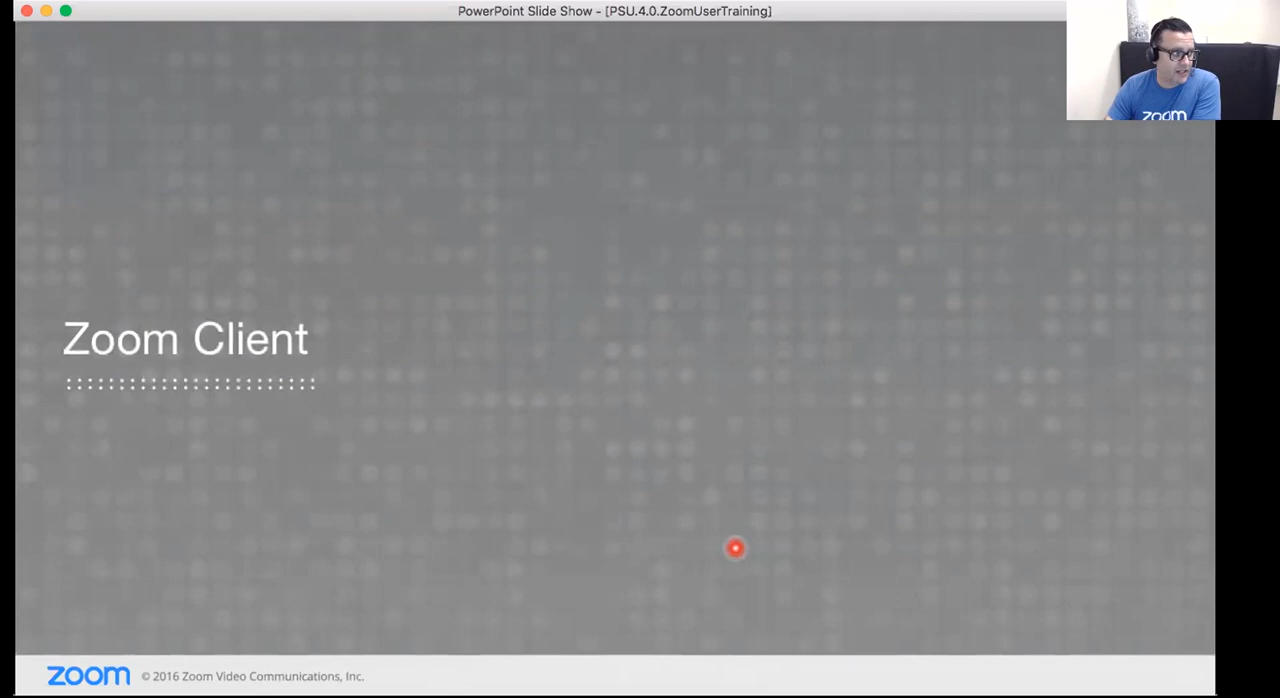 PowerPoint Slide Show - [PSU.4.0.ZoomUserTraining]
zoom
Zoom Client
zoom © 2016 Zoom Video Communications, Inc.